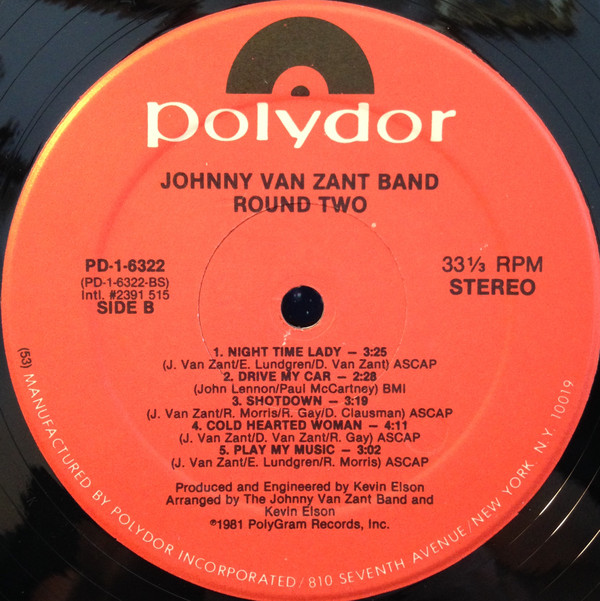 polydor
JOHNNY VAN ZANT BAND
ROUND TWO
PD-1-6322
(PD-1-6322-BS)
Intl. #2391 515
SIDE B
33 1/3 RPM
STEREO
1. NIGHT TIME LADY — 3:25
(J. Van Zant/E. Lundgren/D. Van Zant) ASCAP
2. DRIVE MY CAR — 2:28
(John Lennon/Paul McCartney) BMI
3. SHOTDOWN — 3:19
(J. Van Zant/R. Morris/R. Gay/D. Clausman) ASCAP
4. COLD HEARTED WOMAN — 4:11
(J. Van Zant/D. Van Zant/R. Gay) ASCAP
5. PLAY MY MUSIC — 3:02
(J. Van Zant/E. Lundgren/R. Morris) ASCAP
Produced and Engineered by Kevin Elson
Arranged by The Johnny Van Zant Band and
Kevin Elson
℗1981 PolyGram Records, Inc.
(53) MANUFACTURED BY POLYDOR INCORPORATED/810 SEVENTH AVENUE/NEW YORK, N.Y. 10019